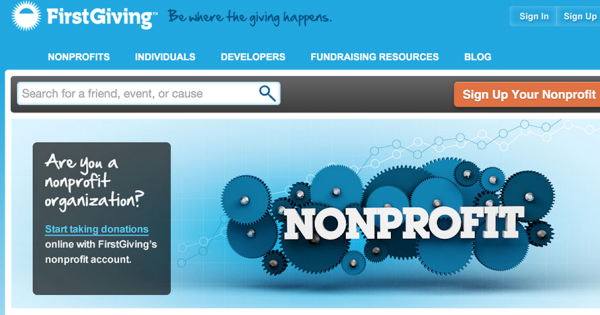 FirstGiving™ Be where the giving happens.
Sign In Sign Up
NONPROFITS INDIVIDUALS DEVELOPERS FUNDRAISING RESOURCES BLOG
Search for a friend, event, or cause
Sign Up Your Nonprofit
Are you a
nonprofit
organization?
Start taking donations
online with FirstGiving's
nonprofit account.
NONPROFIT